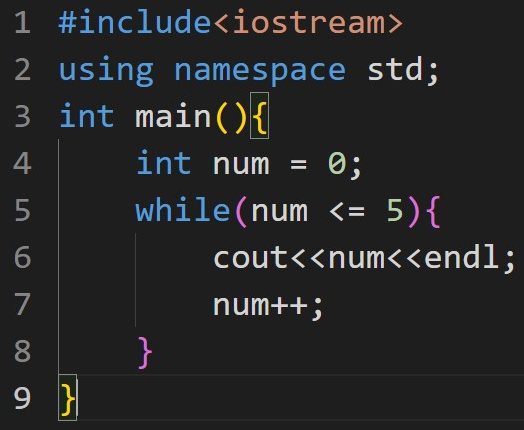 1 #include<iostream>
2 using namespace std;
3 int main(){
4     int num = 0;
5     while(num <= 5){
6         cout<<num<<endl;
7         num++;
8     }
9 }